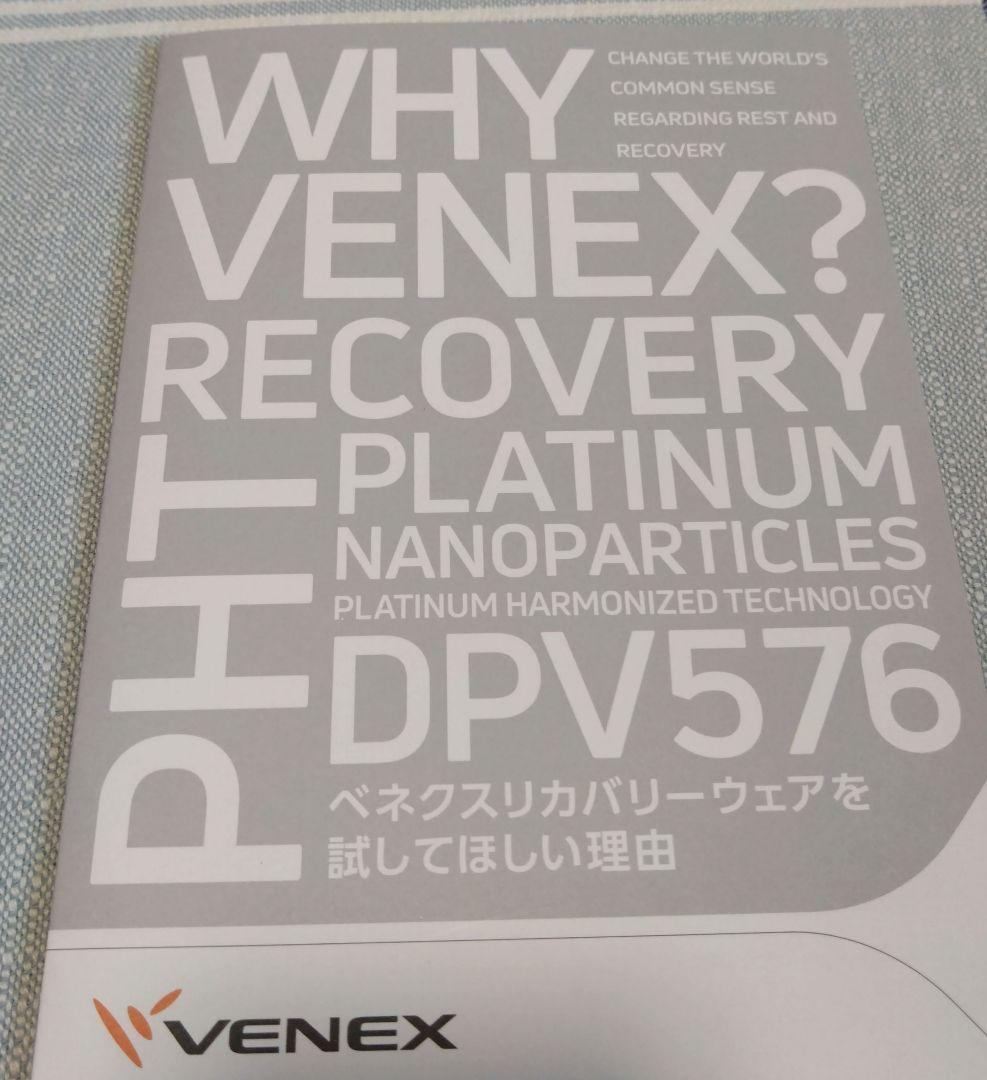 WHY
CHANGE THE WORLD'S
COMMON SENSE
REGARDING REST AND
RECOVERY
VENEX?
RECOVERY
PHT
PLATINUM
NANOPARTICLES
PLATINUM HARMONIZED TECHNOLOGY
DPV576
ベネクスリカバリーウェアを
試してほしい理由
VENEX